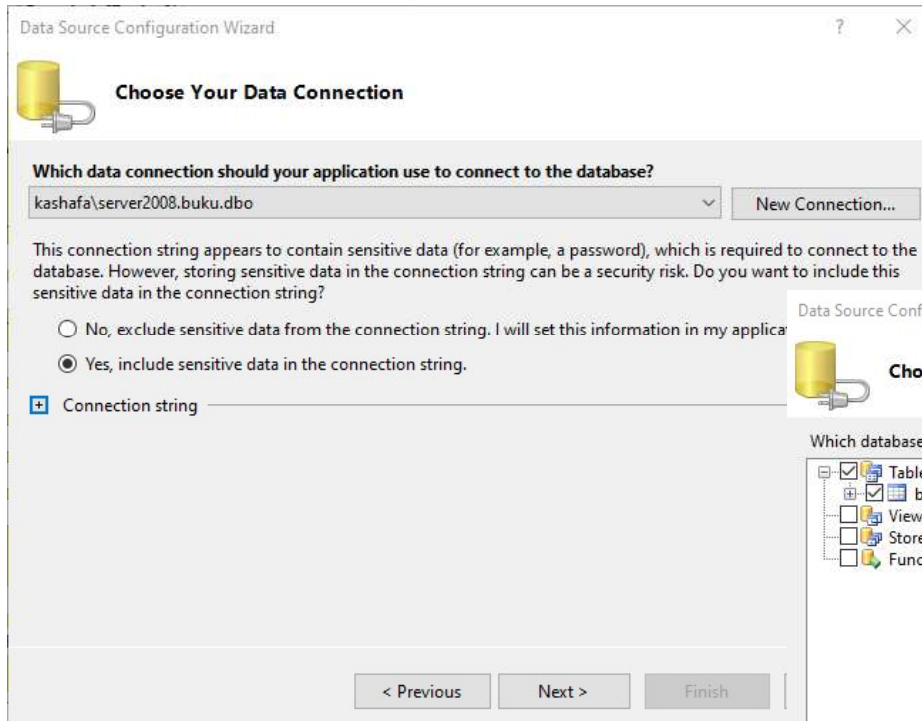 Data Source Configuration Wizard
? ×
Choose Your Data Connection
Which data connection should your application use to connect to the database?
kashafa\server2008.buku.dbo
New Connection...
This connection string appears to contain sensitive data (for example, a password), which is required to connect to the
database. However, storing sensitive data in the connection string can be a security risk. Do you want to include this
sensitive data in the connection string?
No, exclude sensitive data from the connection string. I will set this information in my applica
Yes, include sensitive data in the connection string.
Connection string
< Previous
Next >
Finish
Data Source Conf
Cho
Which database
Table
b
View
Store
Func